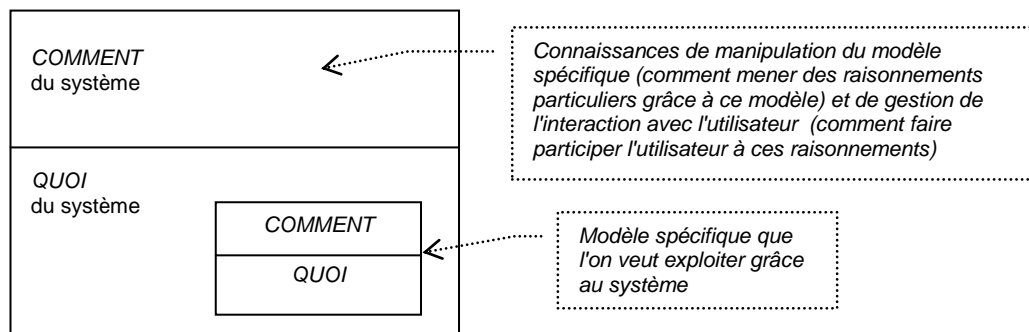 COMMENT
du système
Connaissances de manipulation du modèle
spécifique (comment mener des raisonnements
particuliers grâce à ce modèle) et de gestion de
l'interaction avec l'utilisateur (comment faire
participer l'utilisateur à ces raisonnements)
QUOI
du système
COMMENT
QUOI
Modèle spécifique que
l'on veut exploiter grâce
au système